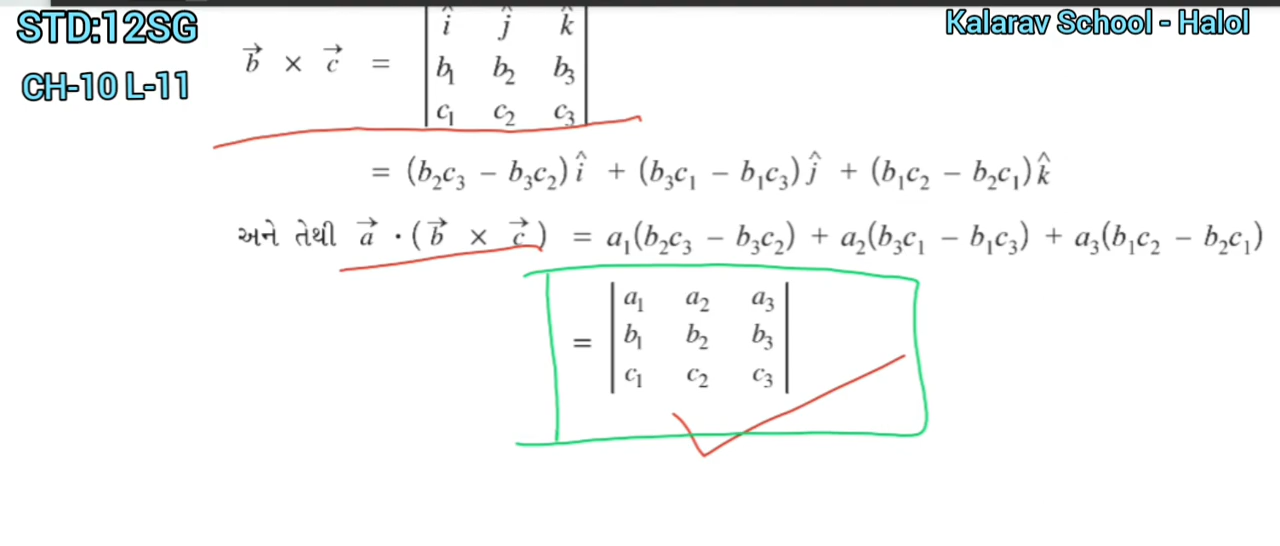 STD:12SG
Kalarav School - Halol
CH-10 L-11
b⃗ × c⃗ = | î ĵ k̂ |
| b₁ b₂ b₃ |
| c₁ c₂ c₃ |
= (b₂c₃ − b₃c₂) î + (b₃c₁ − b₁c₃) ĵ + (b₁c₂ − b₂c₁) k̂
અને તેથી a⃗ · (b⃗ × c⃗) = a₁(b₂c₃ − b₃c₂) + a₂(b₃c₁ − b₁c₃) + a₃(b₁c₂ − b₂c₁)
= | a₁ a₂ a₃ |
| b₁ b₂ b₃ |
| c₁ c₂ c₃ |